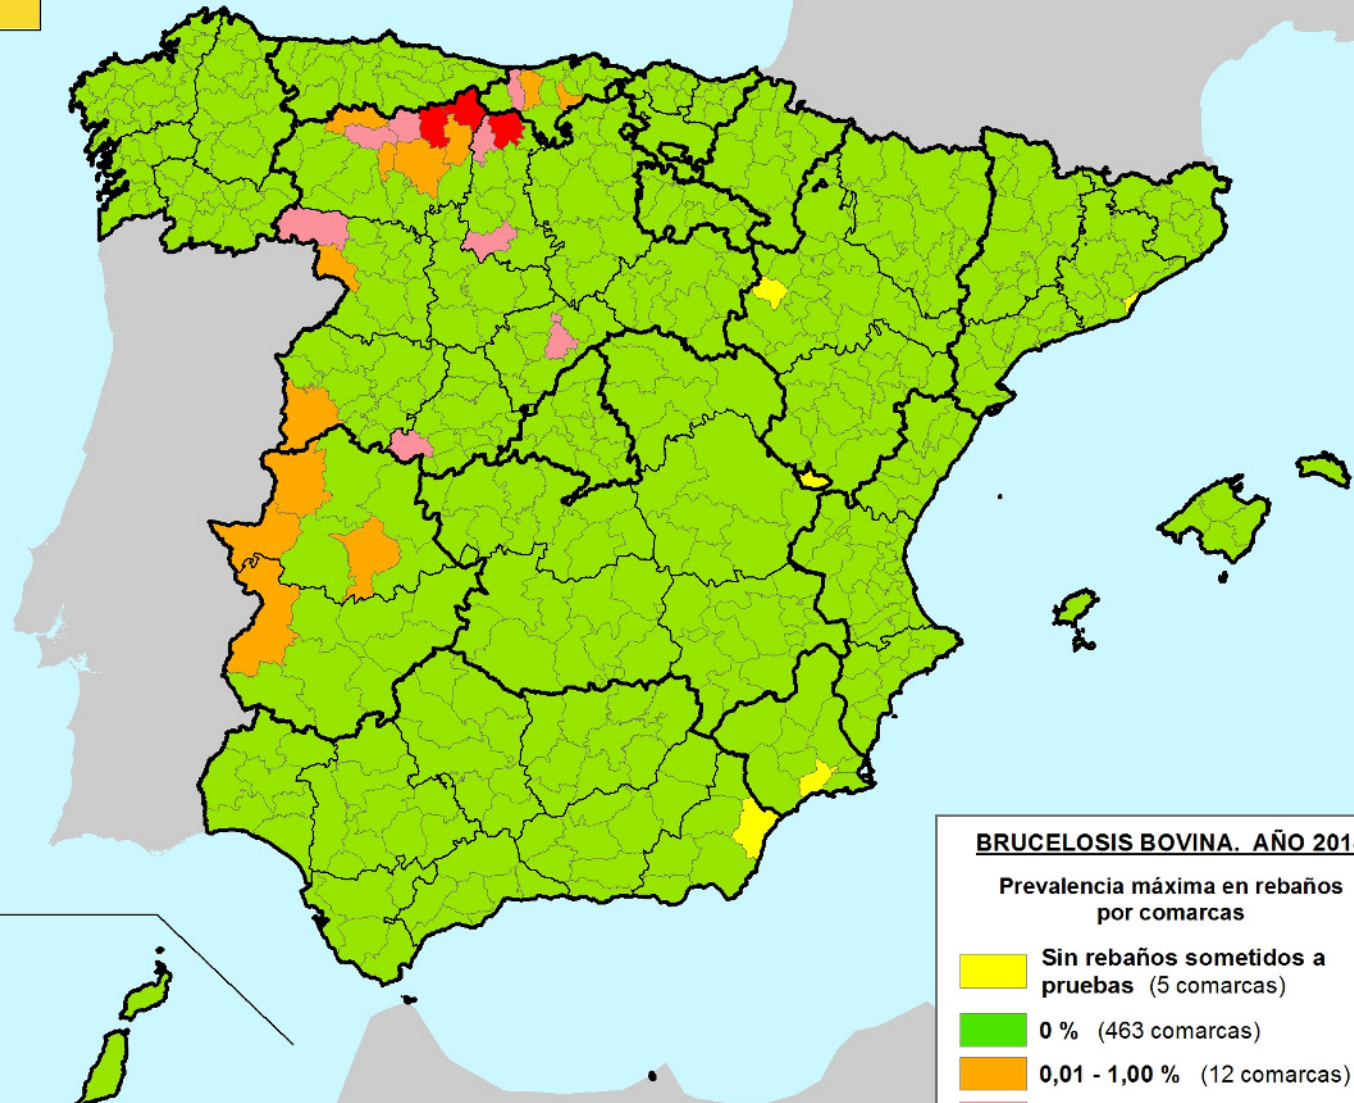 BRUCELOSIS BOVINA. AÑO 201
Prevalencia máxima en rebaños
por comarcas
Sin rebaños sometidos a
pruebas (5 comarcas)
0 % (463 comarcas)
0,01 - 1,00 % (12 comarcas)